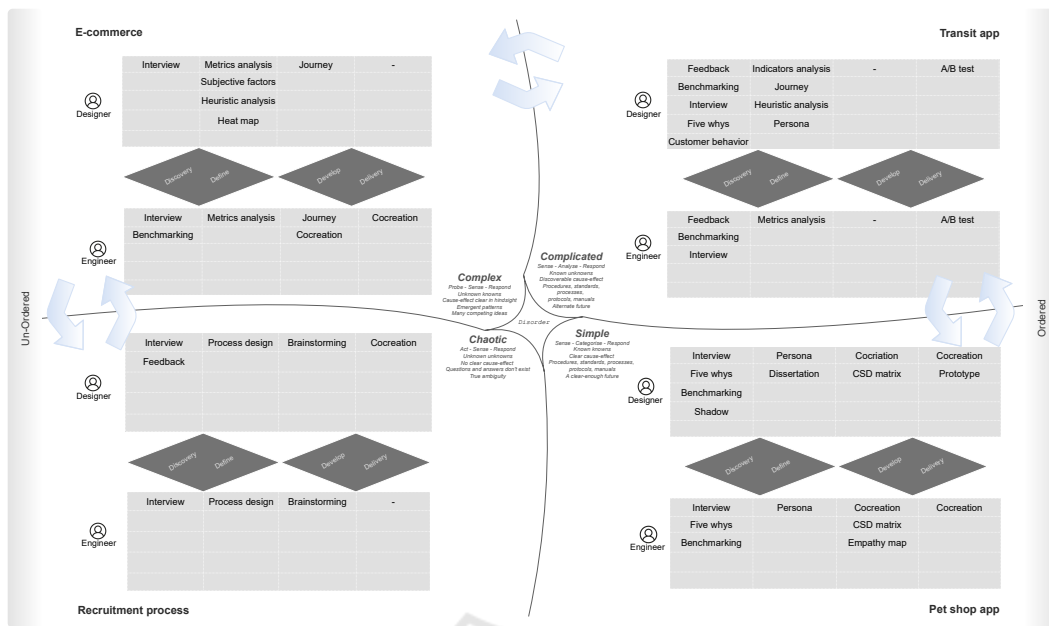 E-commerce
Transit app
Interview Metrics analysis Journey -
Subjective factors
Heuristic analysis
Heat map
Designer
Discovery Define Develop Delivery
Interview Metrics analysis Journey Cocreation
Benchmarking Cocreation
Engineer
Feedback Indicators analysis - A/B test
Benchmarking Journey
Interview Heuristic analysis
Five whys Persona
Customer behavior
Designer
Discovery Define Develop Delivery
Feedback Metrics analysis - A/B test
Benchmarking
Interview
Engineer
Un-Ordered
Ordered
Complex
Probe - Sense - Respond
Unknown knowns
Cause-effect clear in hindsight
Emergent patterns
Many competing ideas
Complicated
Sense - Analyse - Respond
Known unknowns
Discoverable cause-effect
Procedures, standards,
processes,
protocols, manuals
Alternate future
Disorder
Chaotic
Act - Sense - Respond
Unknown unknowns
No clear cause-effect
Questions and answers don't exist
True ambiguity
Simple
Sense - Categorise - Respond
Known knowns
Clear cause-effect
Procedures, standards, processes,
protocols, manuals
A clear-enough future
Interview Process design Brainstorming Cocreation
Feedback
Designer
Discovery Define Develop Delivery
Interview Process design Brainstorming -
Engineer
Interview Persona Cocriation Cocreation
Five whys Dissertation CSD matrix Prototype
Benchmarking
Shadow
Designer
Discovery Define Develop Delivery
Interview Persona Cocreation Cocreation
Five whys CSD matrix
Benchmarking Empathy map
Engineer
Recruitment process
Pet shop app